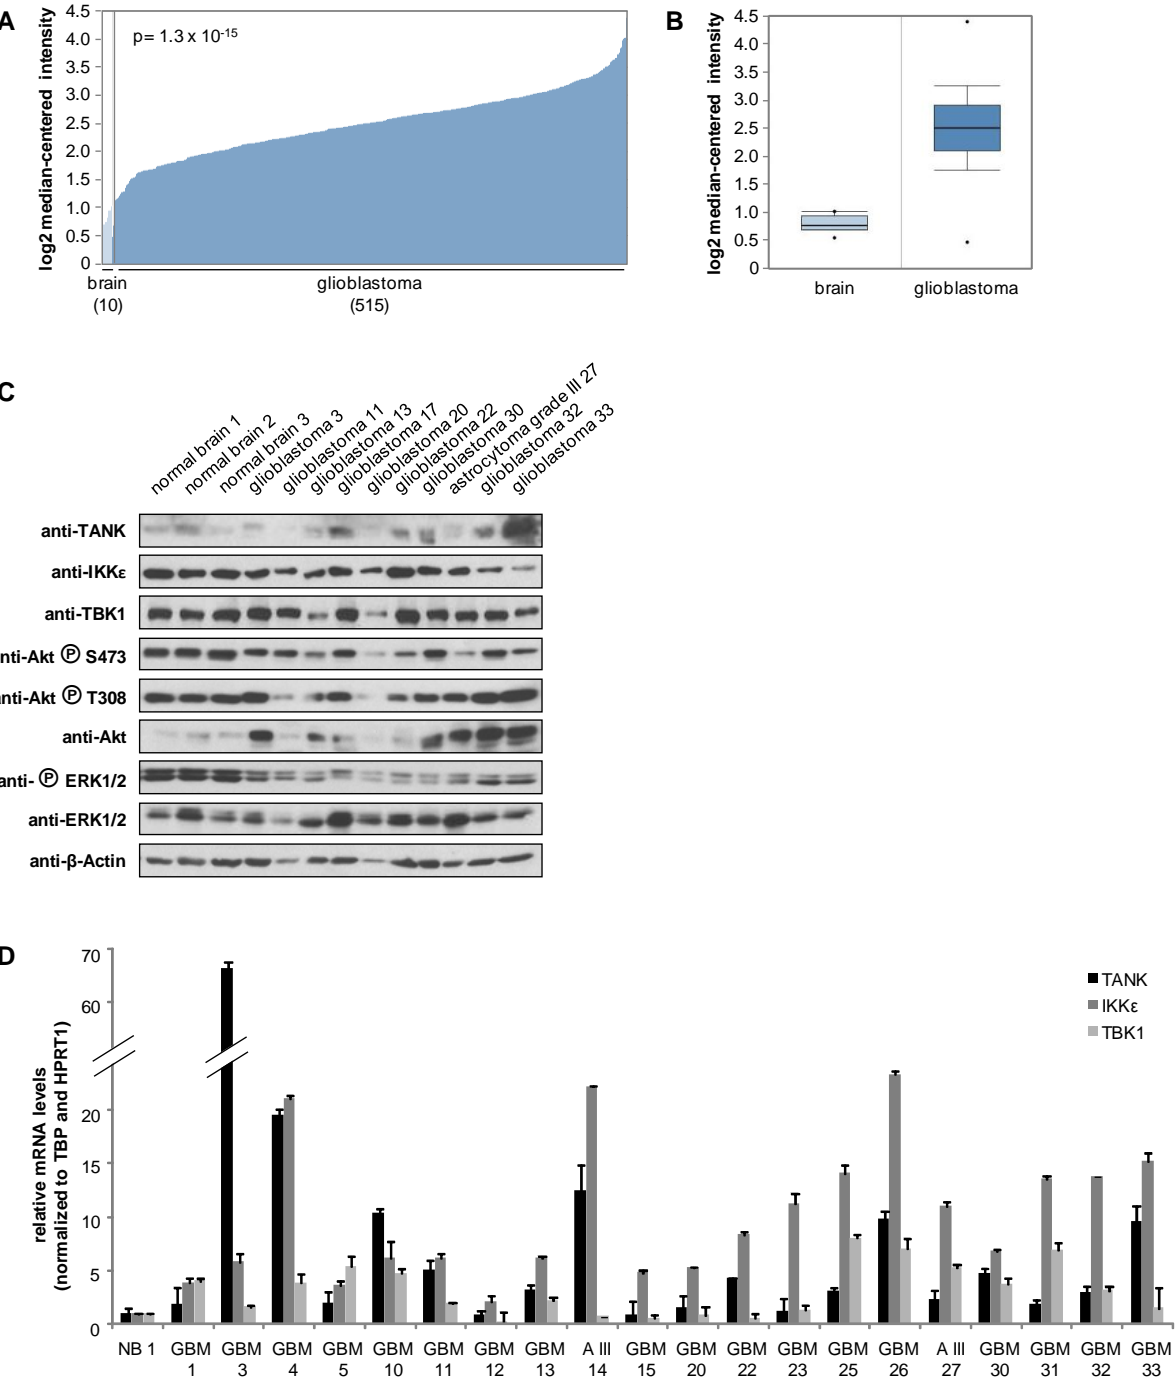 A
log2 median-centered intensity
4.5
4.0
3.5
3.0
2.5
2.0
1.5
1.0
0.5
0
p= 1.3 x 10-15
brain
(10)
glioblastoma
(515)
B
log2 median-centered intensity
4.5
4.0
3.5
3.0
2.5
2.0
1.5
1.0
0.5
0
brain
glioblastoma
C
normal brain 1
normal brain 2
normal brain 3
glioblastoma 3
glioblastoma 11
glioblastoma 13
glioblastoma 17
glioblastoma 20
glioblastoma 22
glioblastoma 30
astrocytoma grade III 27
glioblastoma 32
glioblastoma 33
anti-TANK
anti-IKKε
anti-TBK1
nti-Akt Ⓟ S473
anti-Akt Ⓟ T308
anti-Akt
anti- Ⓟ ERK1/2
anti-ERK1/2
anti-β-Actin
D
relative mRNA levels
(normalized to TBP and HPRT1)
70
60
20
15
10
5
0
TANK
IKKε
TBK1
NB 1 GBM GBM GBM GBM GBM GBM GBM GBM A III GBM GBM GBM GBM GBM GBM A III GBM GBM GBM GBM
1 3 4 5 10 11 12 13 14 15 20 22 23 25 26 27 30 31 32 33